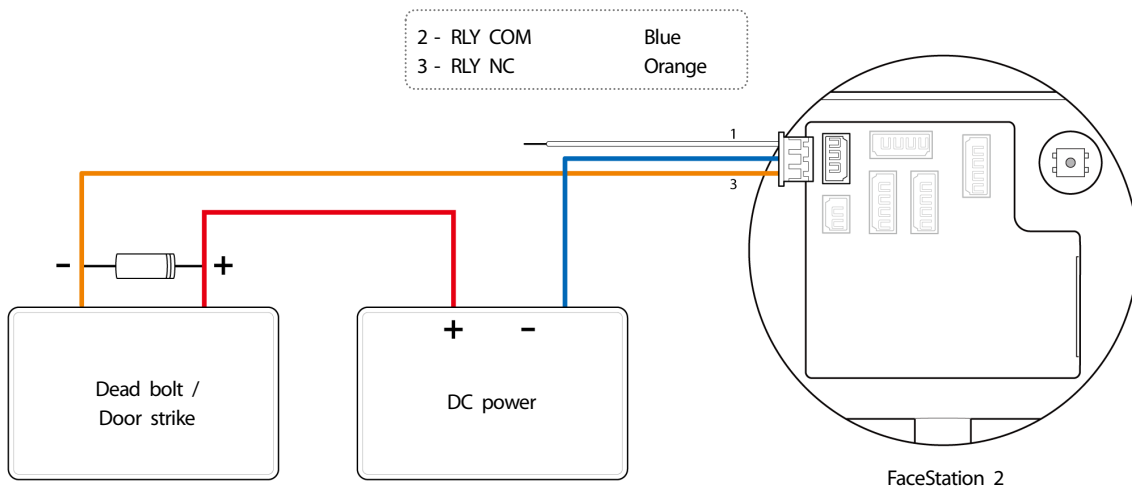 2 - RLY COM Blue
3 - RLY NC Orange
1
3
- +
+ -
Dead bolt /
Door strike
DC power
FaceStation 2